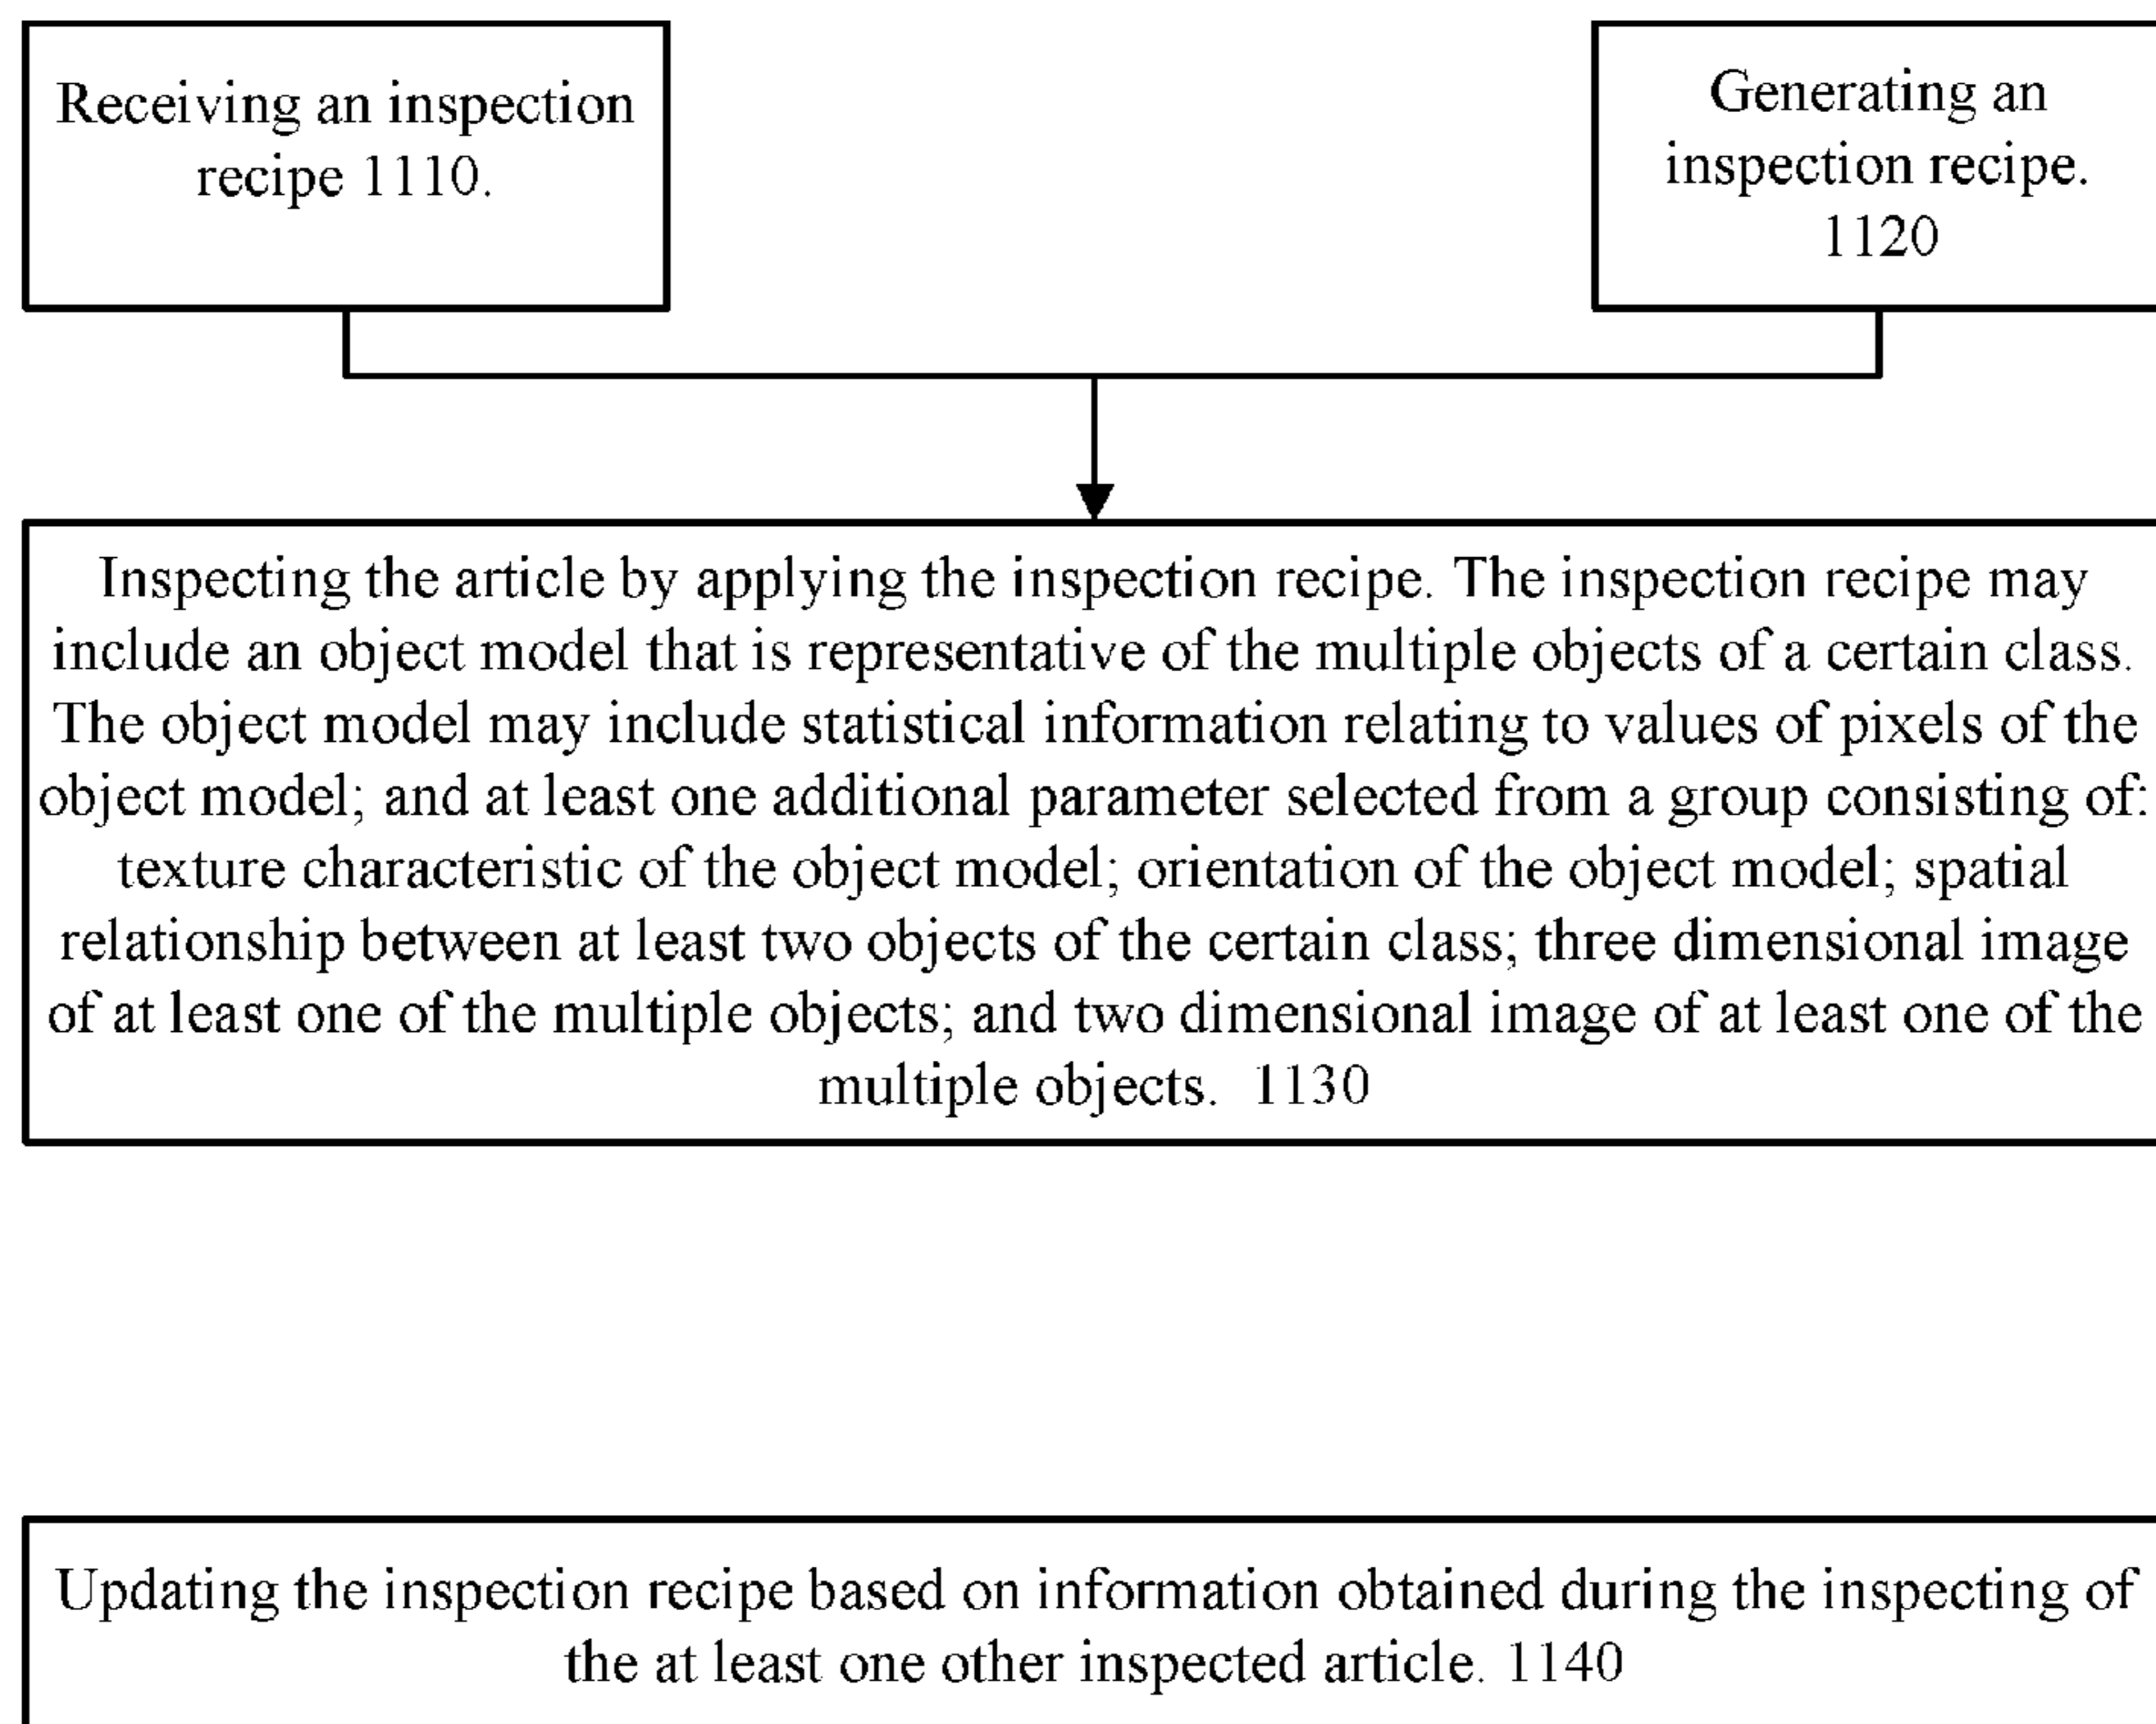 Receiving an inspection
recipe 1110.
Generating an
inspection recipe.
1120
Inspecting the article by applying the inspection recipe. The inspection recipe may
include an object model that is representative of the multiple objects of a certain class.
The object model may include statistical information relating to values of pixels of the
object model; and at least one additional parameter selected from a group consisting of:
texture characteristic of the object model; orientation of the object model; spatial
relationship between at least two objects of the certain class; three dimensional image
of at least one of the multiple objects; and two dimensional image of at least one of the
multiple objects. 1130
Updating the inspection recipe based on information obtained during the inspecting of
the at least one other inspected article. 1140